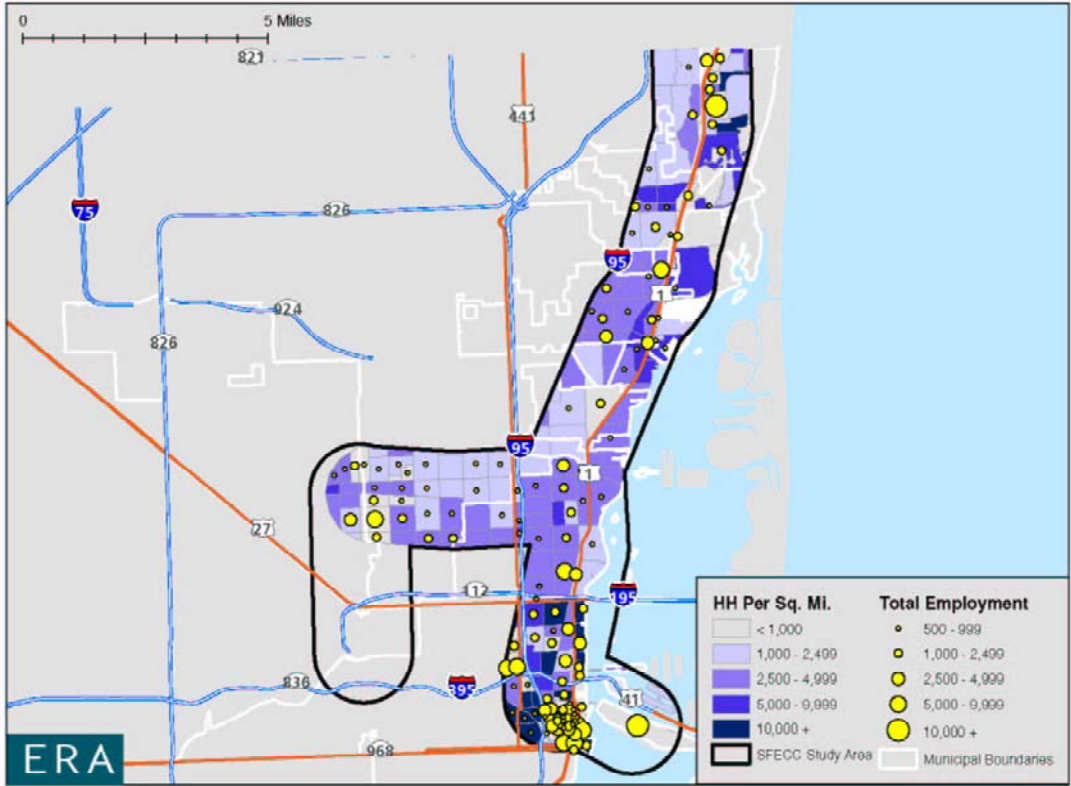 0 5 Miles
821
441
75
826
95
924
1
826
95
1
27
112
195
836
395
41
968
HH Per Sq. Mi.
< 1,000
1,000 - 2,499
2,500 - 4,999
5,000 - 9,999
10,000 +
SFECC Study Area
Total Employment
500 - 999
1,000 - 2,499
2,500 - 4,999
5,000 - 9,999
10,000 +
Municipal Boundaries
ERA